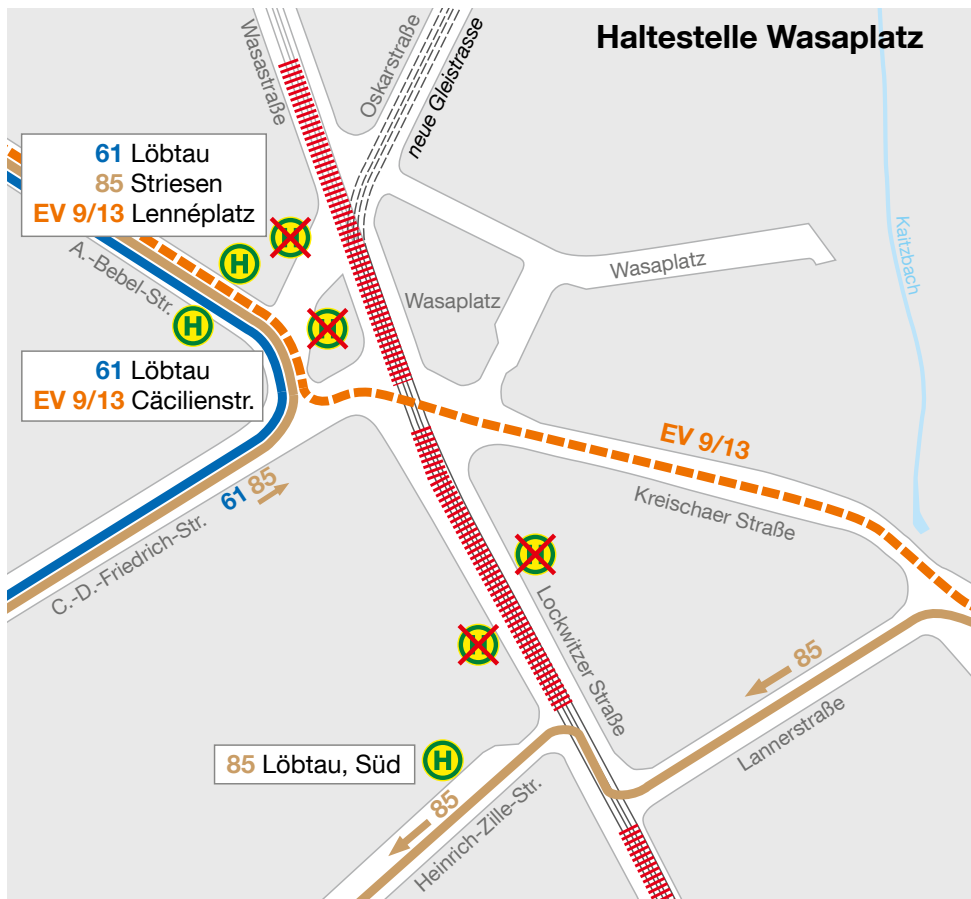 Haltestelle Wasaplatz
Wasastraße
Oskarstraße
neue Gleistrasse
61 Löbtau
85 Striesen
EV 9/13 Lennéplatz
H
H
A.-Bebel-Str.
H
H
Wasaplatz
Wasaplatz
Kaitzbach
61 Löbtau
EV 9/13 Cäcilienstr.
EV 9/13
Kreischaer Straße
61 85
C.-D.-Friedrich-Str.
H
Lockwitzer Straße
H
85
Lannerstraße
85 Löbtau, Süd
H
85
Heinrich-Zille-Str.